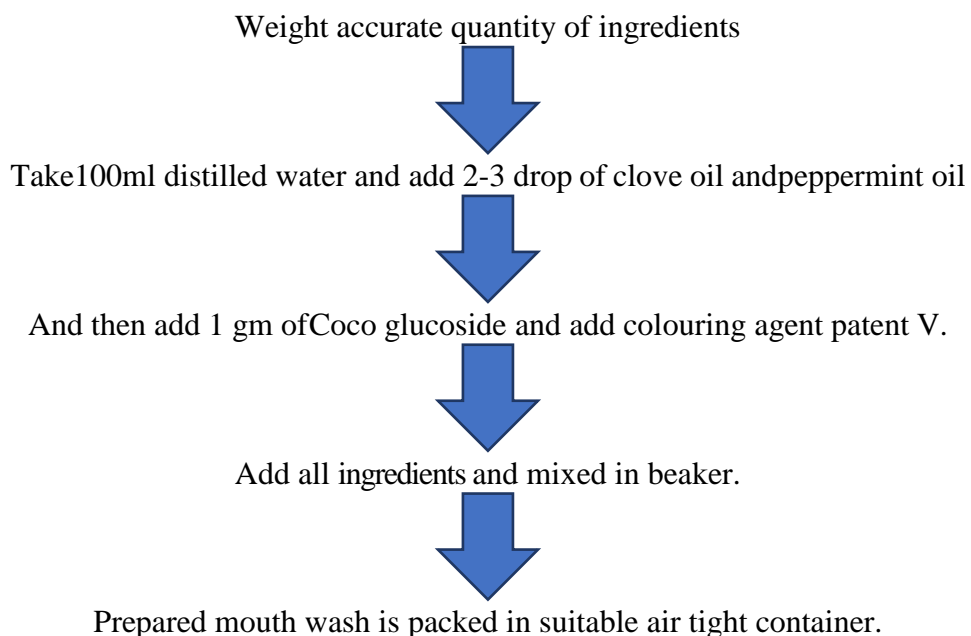 Weight accurate quantity of ingredients
Take100ml distilled water and add 2-3 drop of clove oil andpeppermint oil
And then add 1 gm ofCoco glucoside and add colouring agent patent V.
Add all ingredients and mixed in beaker.
Prepared mouth wash is packed in suitable air tight container.